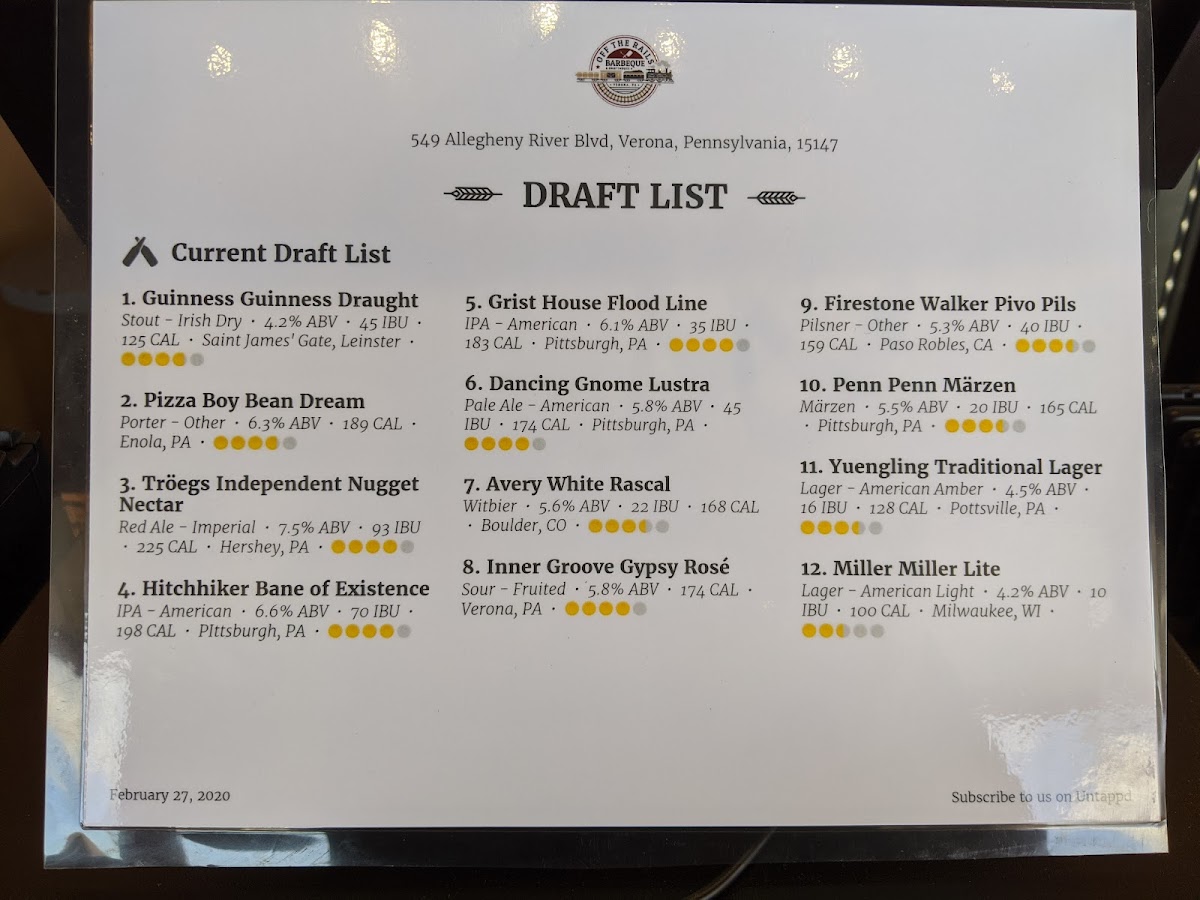 OFF THE RAILS
BARBEQUE
549 Allegheny River Blvd, Verona, Pennsylvania, 15147
DRAFT LIST
Current Draft List
1. Guinness Guinness Draught
Stout - Irish Dry · 4.2% ABV · 45 IBU ·
125 CAL · Saint James' Gate, Leinster ·
2. Pizza Boy Bean Dream
Porter - Other · 6.3% ABV · 189 CAL ·
Enola, PA ·
3. Tröegs Independent Nugget
Nectar
Red Ale - Imperial · 7.5% ABV · 93 IBU
· 225 CAL · Hershey, PA ·
4. Hitchhiker Bane of Existence
IPA - American · 6.6% ABV · 70 IBU ·
198 CAL · PIttsburgh, PA ·
5. Grist House Flood Line
IPA - American · 6.1% ABV · 35 IBU ·
183 CAL · Pittsburgh, PA ·
6. Dancing Gnome Lustra
Pale Ale - American · 5.8% ABV · 45
IBU · 174 CAL · Pittsburgh, PA ·
7. Avery White Rascal
Witbier · 5.6% ABV · 22 IBU · 168 CAL
· Boulder, CO ·
8. Inner Groove Gypsy Rosé
Sour - Fruited · 5.8% ABV · 174 CAL ·
Verona, PA ·
9. Firestone Walker Pivo Pils
Pilsner - Other · 5.3% ABV · 40 IBU ·
159 CAL · Paso Robles, CA ·
10. Penn Penn Märzen
Märzen · 5.5% ABV · 20 IBU · 165 CAL
· Pittsburgh, PA ·
11. Yuengling Traditional Lager
Lager - American Amber · 4.5% ABV ·
16 IBU · 128 CAL · Pottsville, PA ·
12. Miller Miller Lite
Lager - American Light · 4.2% ABV · 10
IBU · 100 CAL · Milwaukee, WI ·
February 27, 2020
Subscribe to us on Untappd